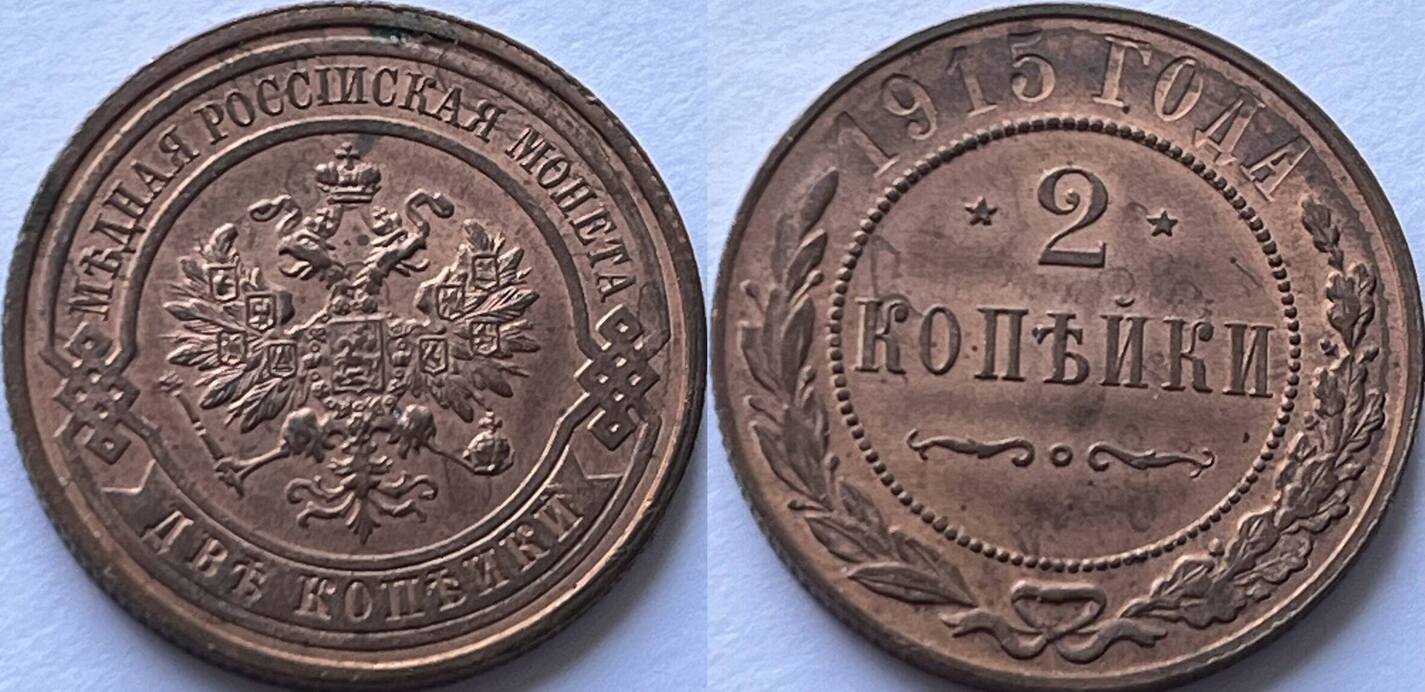 МѢДНАЯ РОССІЙСКАЯ МОНЕТА
ДВѢ КОПѢЙКИ
1915 ГОДА
2
КОПѢЙКИ